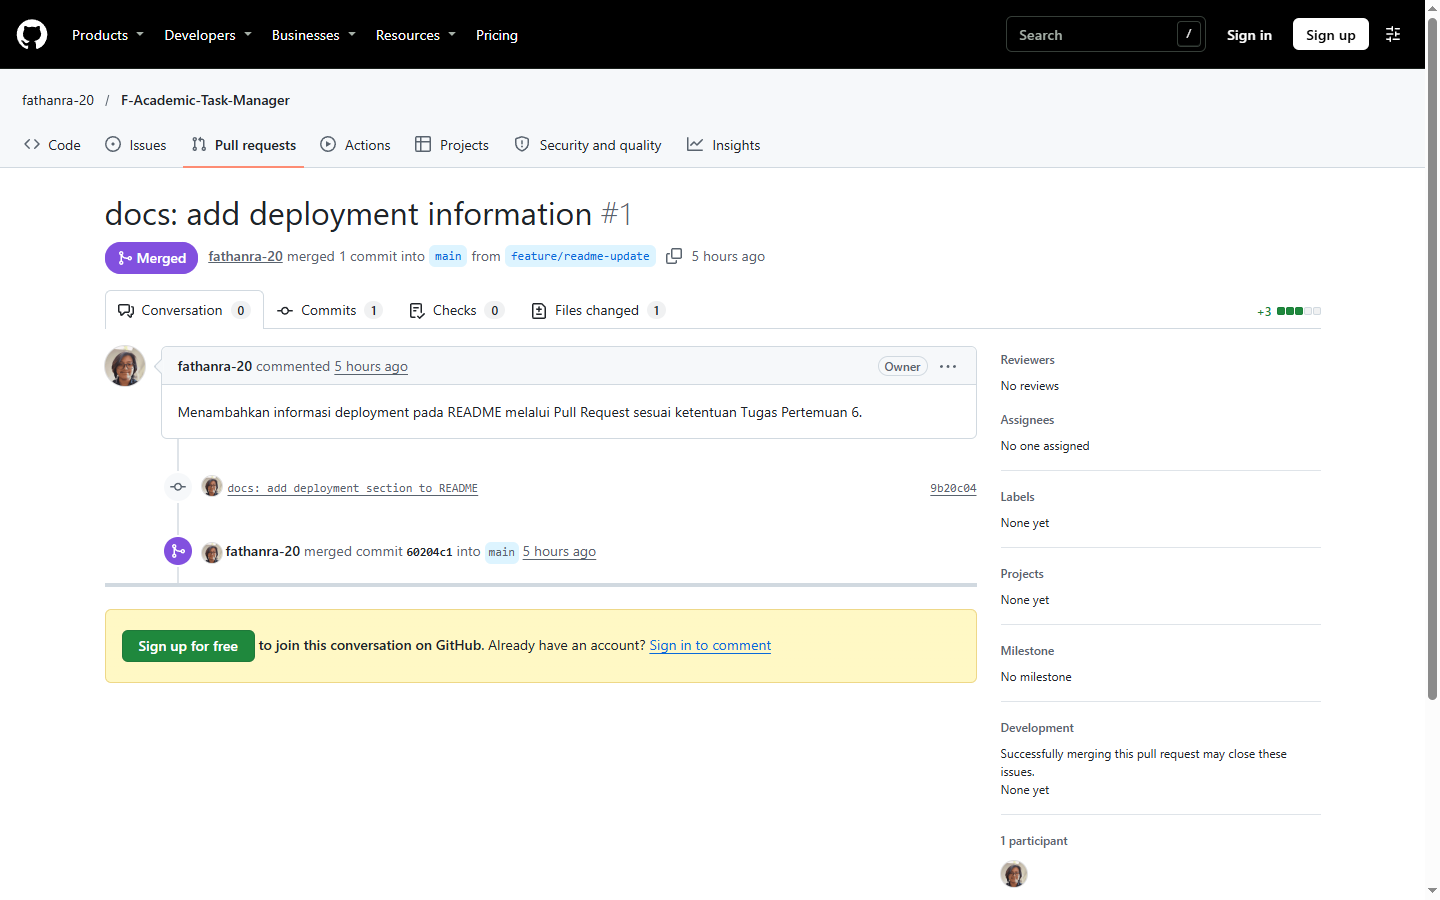 Products Developers Businesses Resources Pricing Search / Sign in Sign up
fathanra-20 / F-Academic-Task-Manager
Code Issues Pull requests Actions Projects Security and quality Insights
docs: add deployment information #1
Merged fathanra-20 merged 1 commit into main from feature/readme-update 5 hours ago
Conversation 0 Commits 1 Checks 0 Files changed 1 +3
fathanra-20 commented 5 hours ago Owner
Menambahkan informasi deployment pada README melalui Pull Request sesuai ketentuan Tugas Pertemuan 6.
docs: add deployment section to README 9b20c04
fathanra-20 merged commit 60204c1 into main 5 hours ago
Sign up for free to join this conversation on GitHub. Already have an account? Sign in to comment
Reviewers
No reviews
Assignees
No one assigned
Labels
None yet
Projects
None yet
Milestone
No milestone
Development
Successfully merging this pull request may close these
issues.
None yet
1 participant